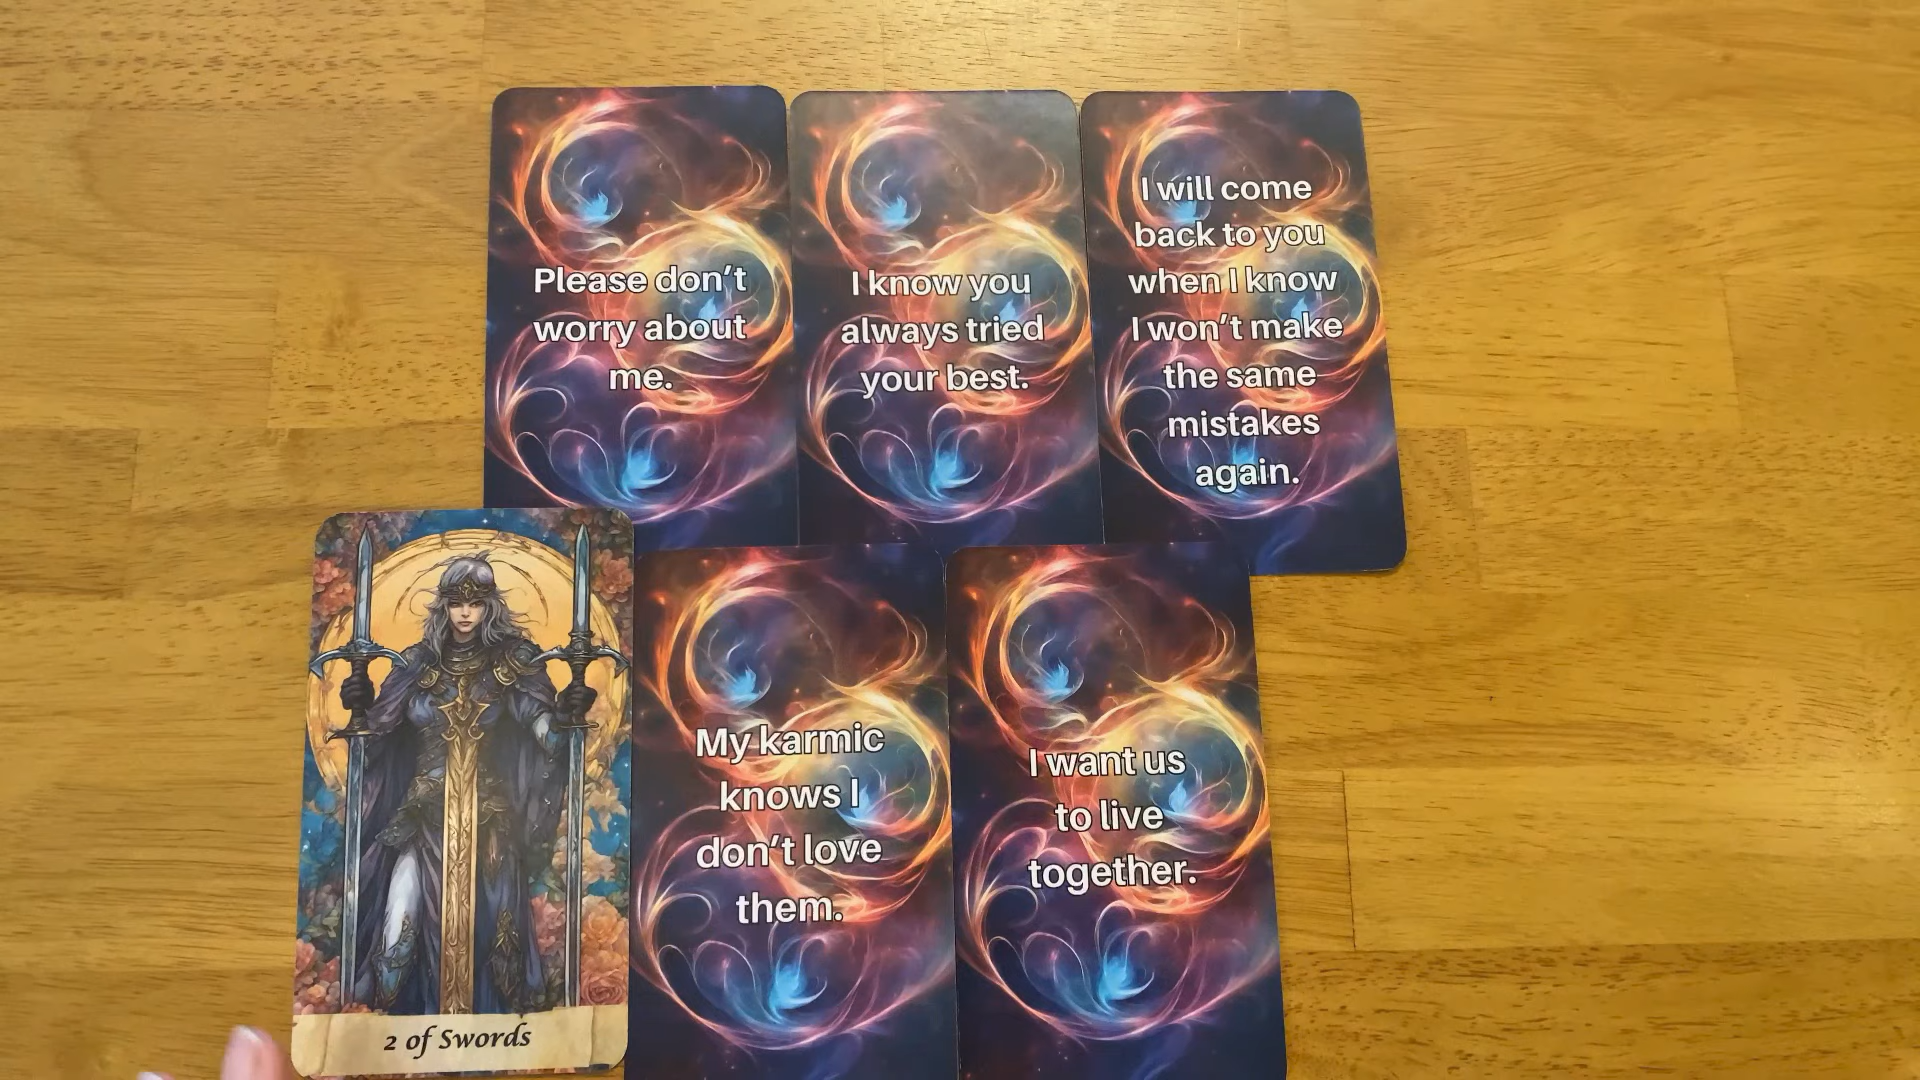 Please don't
worry about
me.
I know you
always tried
your best.
I will come
back to you
when I know
I won't make
the same
mistakes
again.
2 of Swords
My karmic
knows I
don't love
them.
I want us
to live
together.